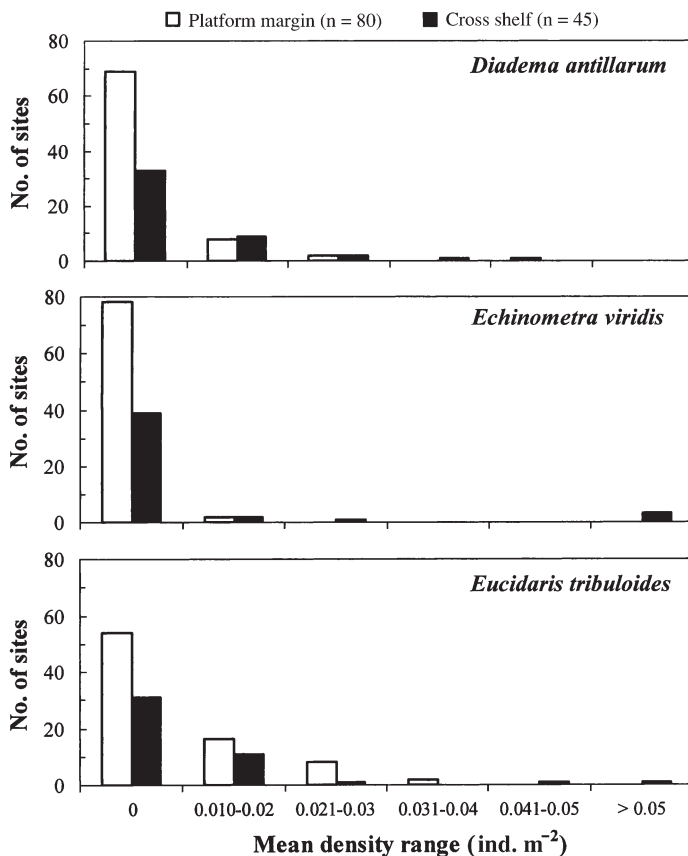 Platform margin (n = 80) Cross shelf (n = 45)
Diadema antillarum
No. of sites
80
60
40
20
0
Echinometra viridis
No. of sites
80
60
40
20
0
Eucidaris tribuloides
No. of sites
80
60
40
20
0
0 0.010-0.02 0.021-0.03 0.031-0.04 0.041-0.05 > 0.05
Mean density range (ind. m⁻²)